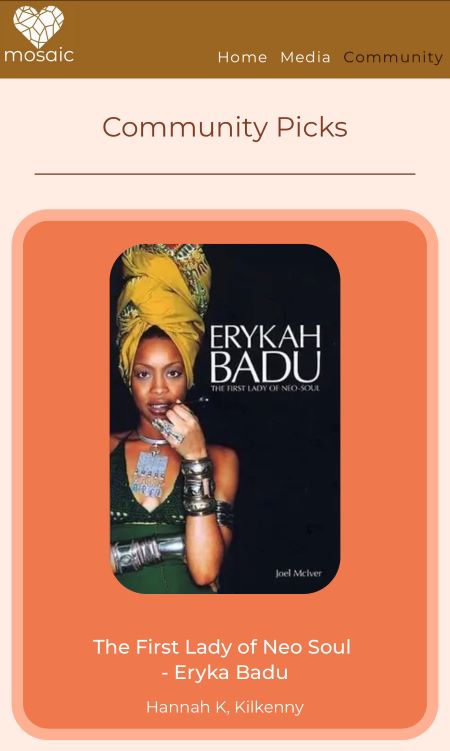 mosaic
Home Media Community
Community Picks
ERYKAH
BADU
THE FIRST LADY OF NEO-SOUL
Joel McIver
The First Lady of Neo Soul
- Eryka Badu
Hannah K, Kilkenny